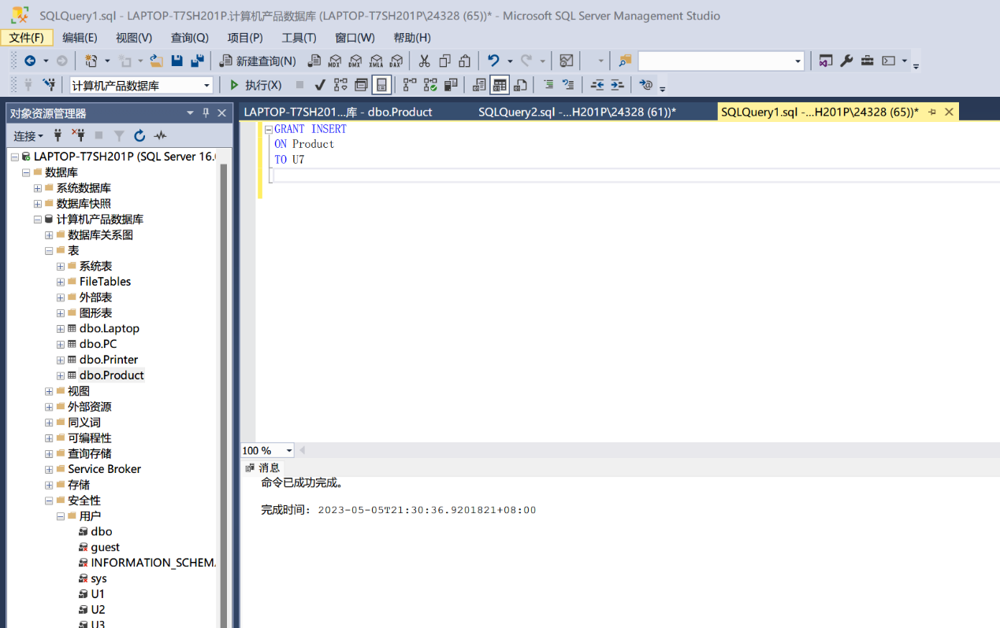 SQLQuery1.sql - LAPTOP-T7SH201P.计算机产品数据库 (LAPTOP-T7SH201P\24328 (65))* - Microsoft SQL Server Management Studio
文件(F) 编辑(E) 视图(V) 查询(Q) 项目(P) 工具(T) 窗口(W) 帮助(H)
新建查询(N) MDX DMX XMLA DAX
计算机产品数据库 执行(X)
对象资源管理器
连接
LAPTOP-T7SH201P (SQL Server 16.
数据库
系统数据库
数据库快照
计算机产品数据库
数据库关系图
表
系统表
FileTables
外部表
图形表
dbo.Laptop
dbo.PC
dbo.Printer
dbo.Product
视图
外部资源
同义词
可编程性
查询存储
Service Broker
存储
安全性
用户
dbo
guest
INFORMATION_SCHEM
sys
U1
U2
U3
LAPTOP-T7SH201...库 - dbo.Product
SQLQuery2.sql -...H201P\24328 (61))*
SQLQuery1.sql -...H201P\24328 (65))*
GRANT INSERT
ON Product
TO U7
100 %
消息
命令已成功完成。
完成时间: 2023-05-05T21:30:36.9201821+08:00